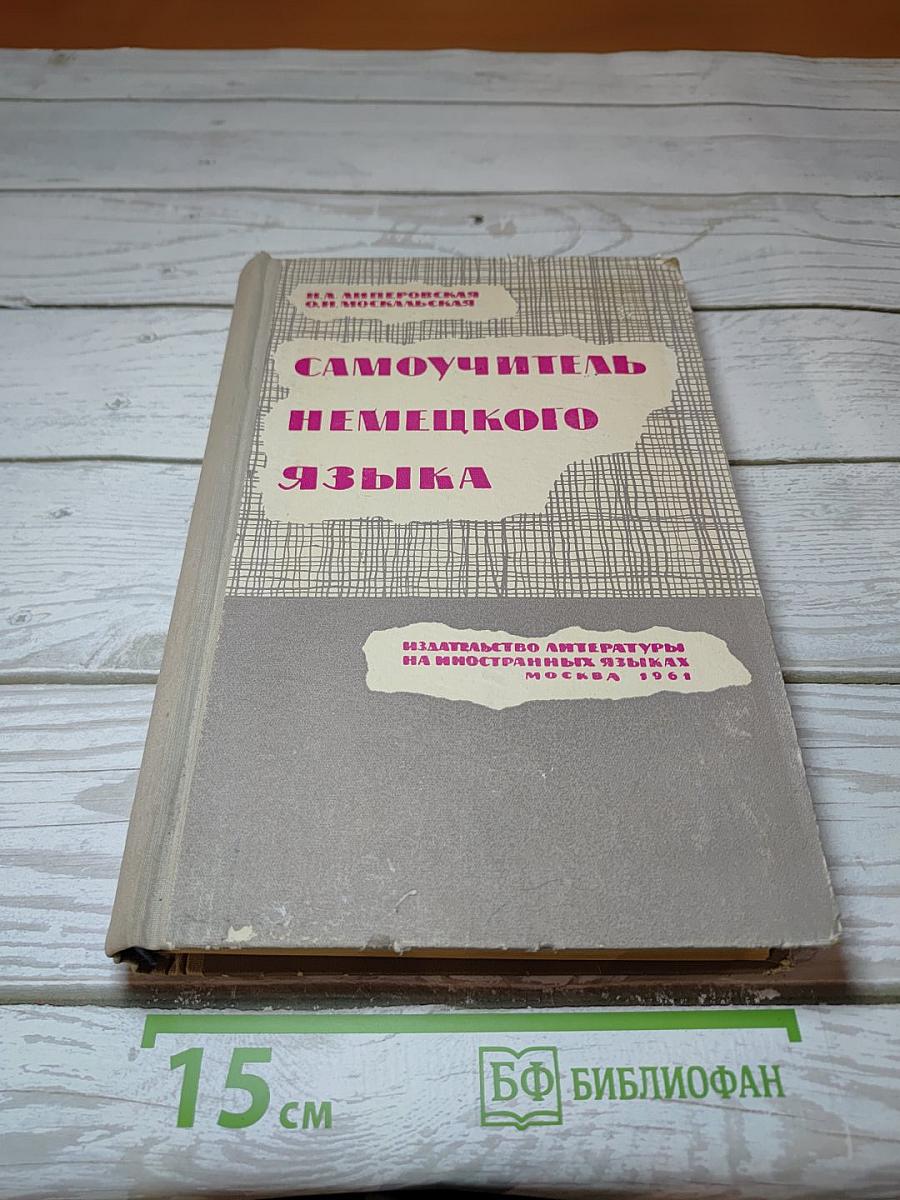 Н.А. ЛИПЕРОВСКАЯ
О.И. МОСКАЛЬСКАЯ
САМОУЧИТЕЛЬ
НЕМЕЦКОГО
ЯЗЫКА
ИЗДАТЕЛЬСТВО ЛИТЕРАТУРЫ
НА ИНОСТРАННЫХ ЯЗЫКАХ
МОСКВА 1961
15 см
БФ БИБЛИОФАН